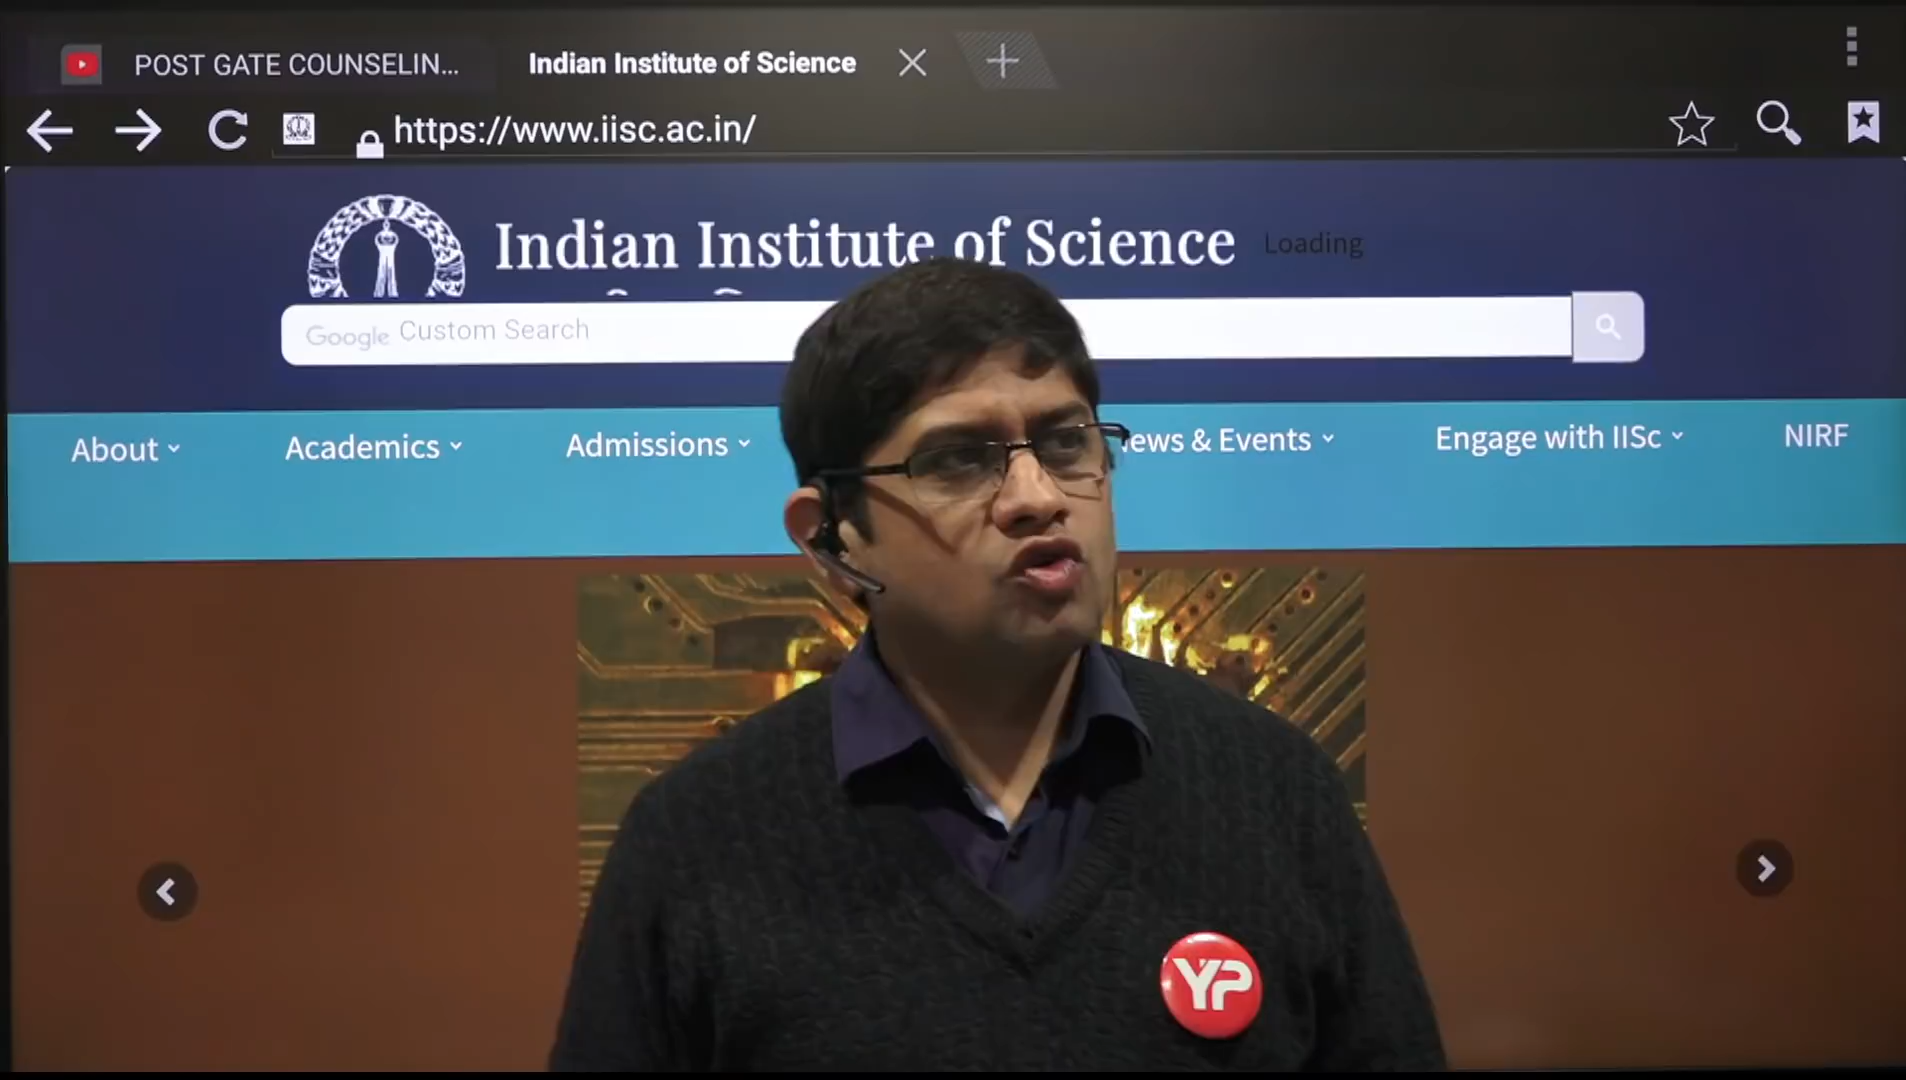 POST GATE COUNSELIN...
Indian Institute of Science
https://www.iisc.ac.in/
Indian Institute of Science
Loading
Google Custom Search
About
Academics
Admissions
ews & Events
Engage with IISc
NIRF
YP